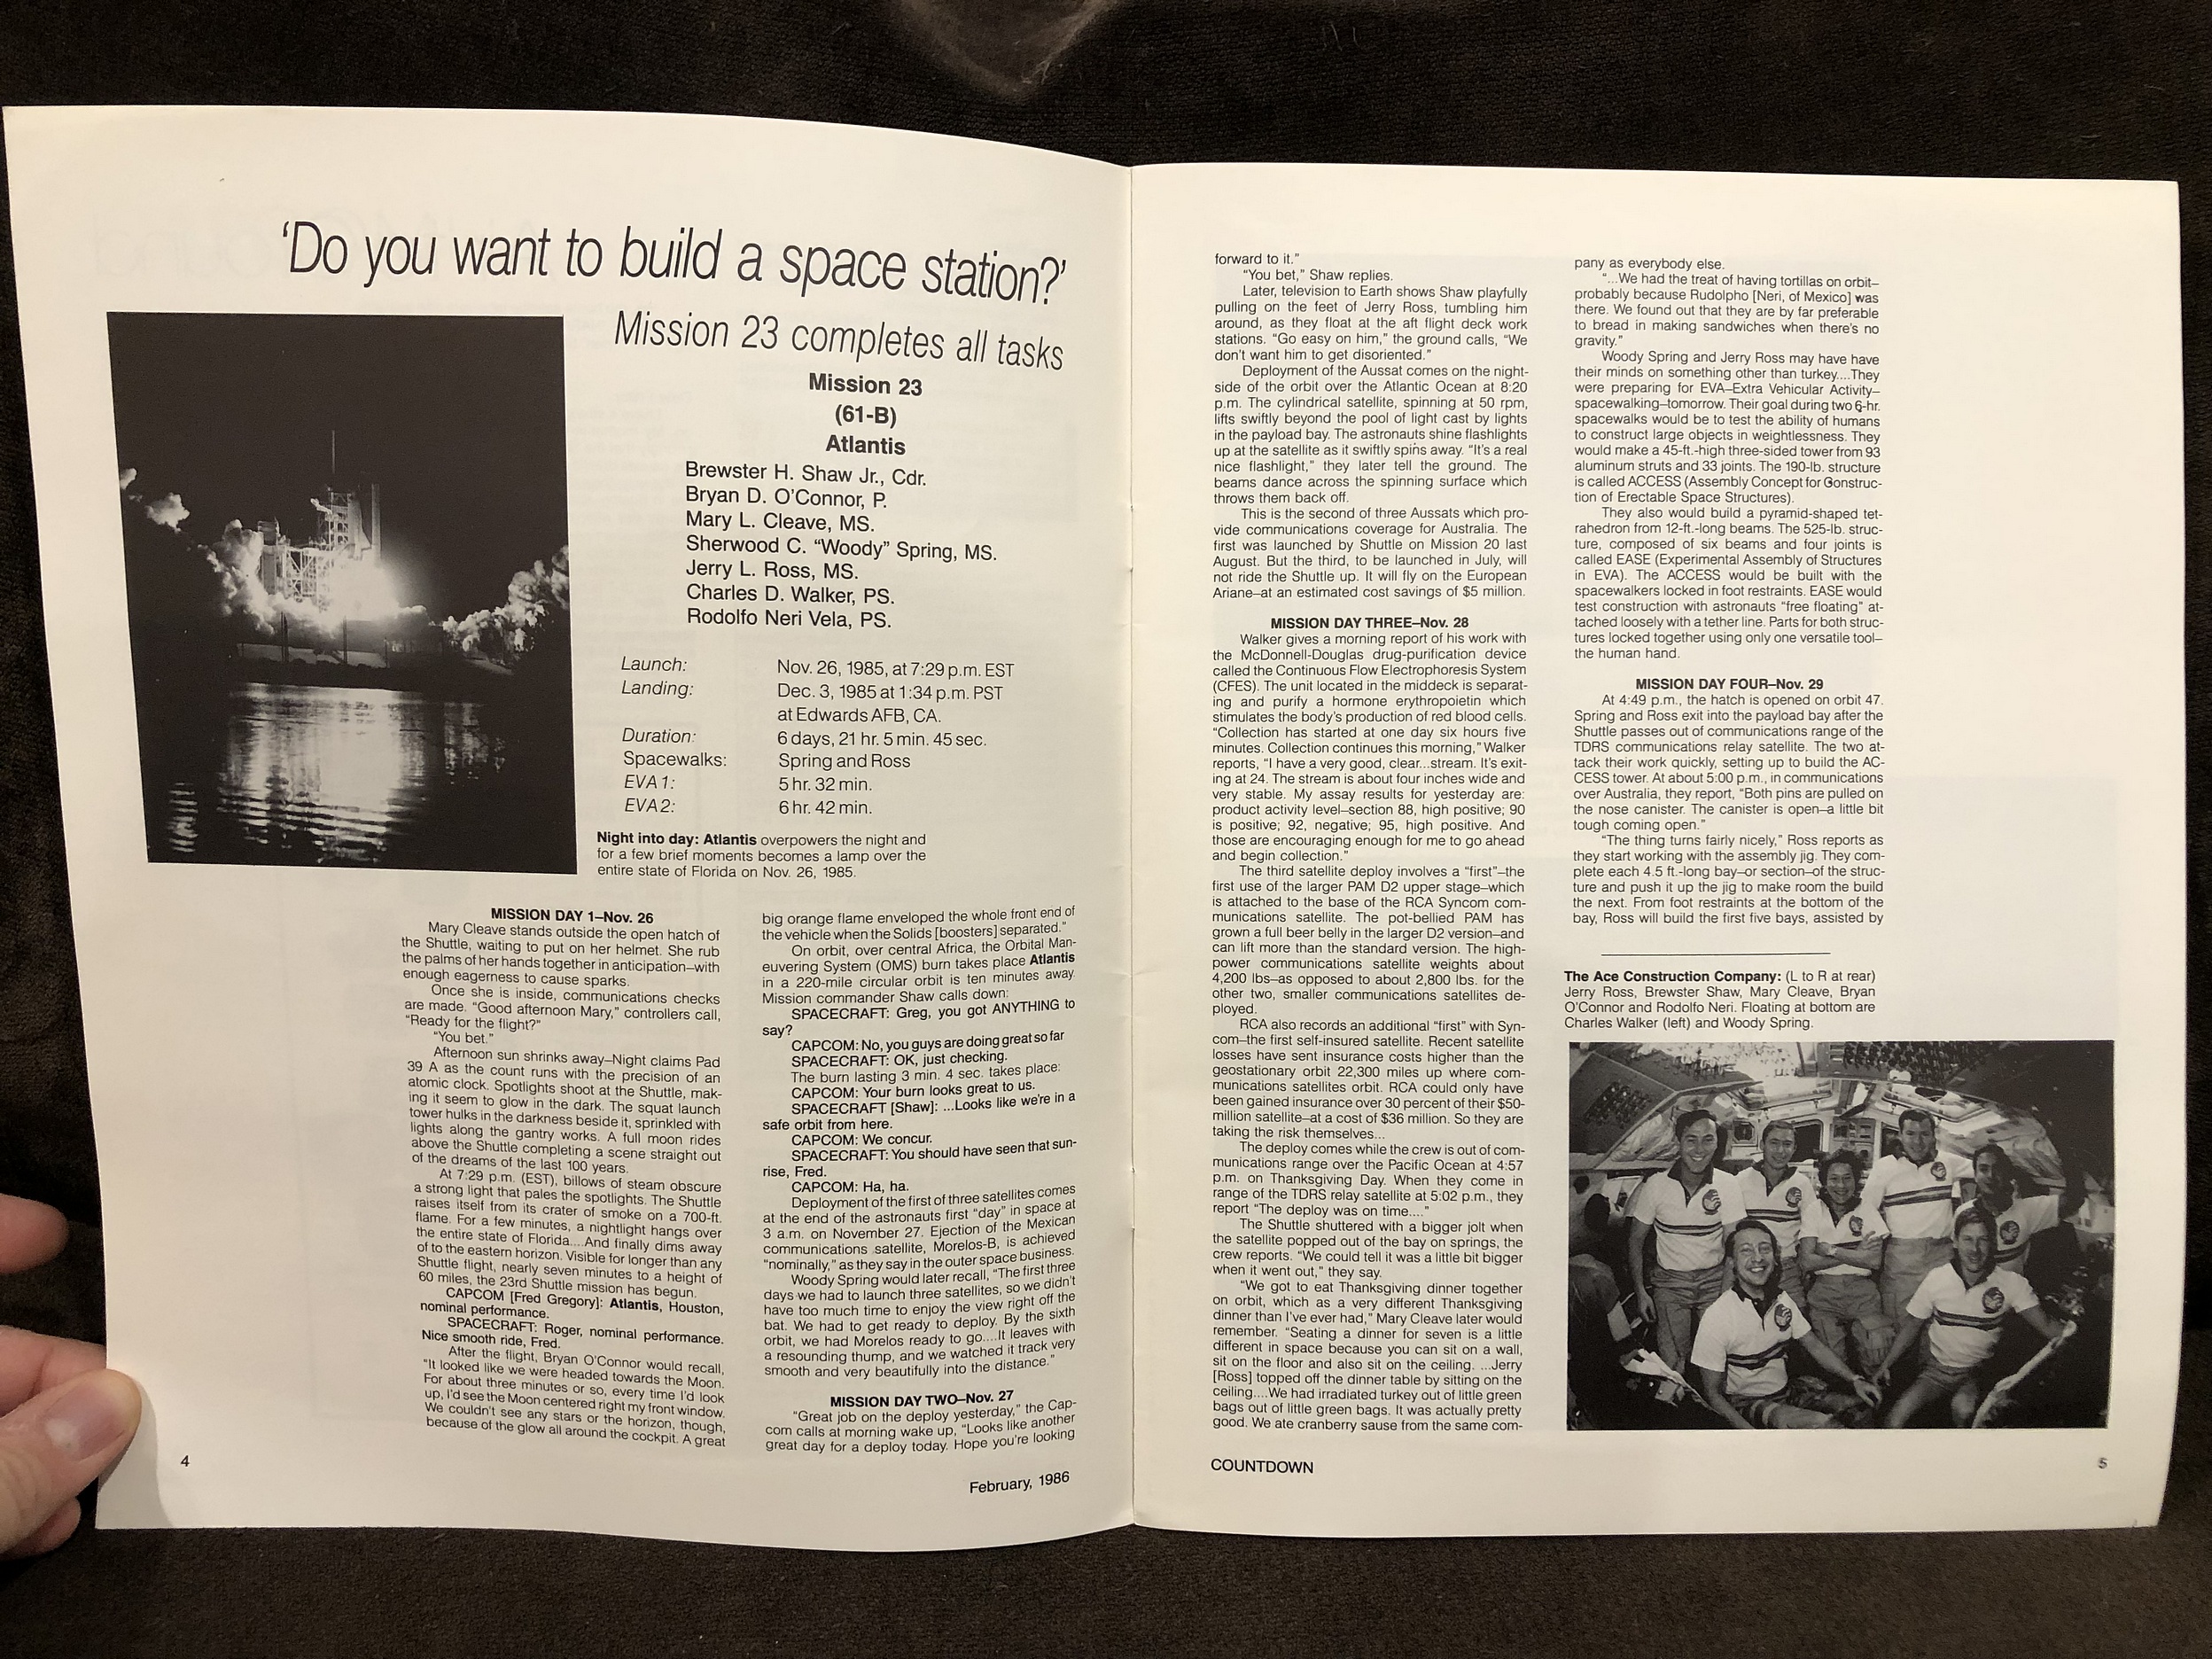 ‘Do you want to build a space station?’
Mission 23 completes all tasks
Mission 23
(61-B)
Atlantis
Brewster H. Shaw Jr., Cdr.
Bryan D. O’Connor, P.
Mary L. Cleave, MS.
Sherwood C. “Woody” Spring, MS.
Jerry L. Ross, MS.
Charles D. Walker, PS.
Rodolfo Neri Vela, PS.
Launch: Nov. 26, 1985, at 7:29 p.m. EST
Landing: Dec. 3, 1985 at 1:34 p.m. PST
at Edwards AFB, CA.
Duration: 6 days, 21 hr. 5 min. 45 sec.
Spacewalks: Spring and Ross
EVA 1: 5 hr. 32 min.
EVA 2: 6 hr. 42 min.
Night into day: Atlantis overpowers the night and
for a few brief moments becomes a lamp over the
entire state of Florida on Nov. 26, 1985.
MISSION DAY 1–Nov. 26
Mary Cleave stands outside the open hatch of
the Shuttle, waiting to put on her helmet. She rub
the palms of her hands together in anticipation–with
enough eagerness to cause sparks.
Once she is inside, communications checks
are made. “Good afternoon Mary,” controllers call,
“Ready for the flight?”
“You bet.”
Afternoon sun shrinks away–Night claims Pad
39 A as the count runs with the precision of an
atomic clock. Spotlights shoot at the Shuttle, mak-
ing it seem to glow in the dark. The squat launch
tower hulks in the darkness beside it, sprinkled with
lights along the gantry works. A full moon rides
above the Shuttle completing a scene straight out
of the dreams of the last 100 years.
At 7:29 p.m. (EST), billows of steam obscure
a strong light that pales the spotlights. The Shuttle
raises itself from its crater of smoke on a 700-ft.
flame. For a few minutes, a nightlight hangs over
the entire state of Florida....And finally dims away
of to the eastern horizon. Visible for longer than any
Shuttle flight, nearly seven minutes to a height of
60 miles, the 23rd Shuttle mission has begun.
CAPCOM [Fred Gregory]: Atlantis, Houston,
nominal performance.
SPACECRAFT: Roger, nominal performance.
Nice smooth ride, Fred.
After the flight, Bryan O’Connor would recall,
“It looked like we were headed towards the Moon.
For about three minutes or so, every time I’d look
up, I’d see the Moon centered right my front window.
We couldn’t see any stars or the horizon, though,
because of the glow all around the cockpit. A great
big orange flame enveloped the whole front end of
the vehicle when the Solids [boosters] separated.”
On orbit, over central Africa, the Orbital Man-
euvering System (OMS) burn takes place Atlantis
in a 220-mile circular orbit is ten minutes away.
Mission commander Shaw calls down:
SPACECRAFT: Greg, you got ANYTHING to
say?
CAPCOM: No, you guys are doing great so far
SPACECRAFT: OK, just checking.
The burn lasting 3 min. 4 sec. takes place:
CAPCOM: Your burn looks great to us.
SPACECRAFT [Shaw]: ...Looks like we’re in a
safe orbit from here.
CAPCOM: We concur.
SPACECRAFT: You should have seen that sun-
rise, Fred.
CAPCOM: Ha, ha.
Deployment of the first of three satellites comes
at the end of the astronauts first “day” in space at
3 a.m. on November 27. Ejection of the Mexican
communications satellite, Morelos-B, is achieved
“nominally,” as they say in the outer space business.
Woody Spring would later recall, “The first three
days we had to launch three satellites, so we didn’t
have too much time to enjoy the view right off the
bat. We had to get ready to deploy. By the sixth
orbit, we had Morelos ready to go....It leaves with
a resounding thump, and we watched it track very
smooth and very beautifully into the distance.”
MISSION DAY TWO–Nov. 27
“Great job on the deploy yesterday,” the Cap-
com calls at morning wake up, “Looks like another
great day for a deploy today. Hope you’re looking
4
February, 1986
forward to it.”
“You bet,” Shaw replies.
Later, television to Earth shows Shaw playfully
pulling on the feet of Jerry Ross, tumbling him
around, as they float at the aft flight deck work
stations. “Go easy on him,” the ground calls, “We
don’t want him to get disoriented.”
Deployment of the Aussat comes on the night-
side of the orbit over the Atlantic Ocean at 8:20
p.m. The cylindrical satellite, spinning at 50 rpm,
lifts swiftly beyond the pool of light cast by lights
in the payload bay. The astronauts shine flashlights
up at the satellite as it swiftly spins away. “It’s a real
nice flashlight,” they later tell the ground. The
beams dance across the spinning surface which
throws them back off.
This is the second of three Aussats which pro-
vide communications coverage for Australia. The
first was launched by Shuttle on Mission 20 last
August. But the third, to be launched in July, will
not ride the Shuttle up. It will fly on the European
Ariane–at an estimated cost savings of $5 million.
MISSION DAY THREE–Nov. 28
Walker gives a morning report of his work with
the McDonnell-Douglas drug-purification device
called the Continuous Flow Electrophoresis System
(CFES). The unit located in the middeck is separat-
ing and purify a hormone erythropoietin which
stimulates the body’s production of red blood cells.
“Collection has started at one day six hours five
minutes. Collection continues this morning,” Walker
reports, “I have a very good, clear...stream. It’s exit-
ing at 24. The stream is about four inches wide and
very stable. My assay results for yesterday are:
product activity level–section 88, high positive; 90
is positive; 92, negative; 95, high positive. And
those are encouraging enough for me to go ahead
and begin collection.”
The third satellite deploy involves a “first”–the
first use of the larger PAM D2 upper stage–which
is attached to the base of the RCA Syncom com-
munications satellite. The pot-bellied PAM has
grown a full beer belly in the larger D2 version–and
can lift more than the standard version. The high-
power communications satellite weights about
4,200 lbs–as opposed to about 2,800 lbs. for the
other two, smaller communications satellites de-
ployed.
RCA also records an additional “first” with Syn-
com–the first self-insured satellite. Recent satellite
losses have sent insurance costs higher than the
geostationary orbit 22,300 miles up where com-
munications satellites orbit. RCA could only have
been gained insurance over 30 percent of their $50-
million satellite–at a cost of $36 million. So they are
taking the risk themselves...
The deploy comes while the crew is out of com-
munications range over the Pacific Ocean at 4:57
p.m. on Thanksgiving Day. When they come in
range of the TDRS relay satellite at 5:02 p.m., they
report “The deploy was on time....”
The Shuttle shuttered with a bigger jolt when
the satellite popped out of the bay on springs, the
crew reports. “We could tell it was a little bit bigger
when it went out,” they say.
“We got to eat Thanksgiving dinner together
on orbit, which as a very different Thanksgiving
dinner than I’ve ever had,” Mary Cleave later would
remember. “Seating a dinner for seven is a little
different in space because you can sit on a wall,
sit on the floor and also sit on the ceiling. ...Jerry
[Ross] topped off the dinner table by sitting on the
ceiling....We had irradiated turkey out of little green
bags out of little green bags. It was actually pretty
good. We ate cranberry sause from the same com-
pany as everybody else.
“...We had the treat of having tortillas on orbit–
probably because Rudolpho [Neri, of Mexico] was
there. We found out that they are by far preferable
to bread in making sandwiches when there’s no
gravity.”
Woody Spring and Jerry Ross may have have
their minds on something other than turkey....They
were preparing for EVA–Extra Vehicular Activity–
spacewalking–tomorrow. Their goal during two 6-hr.
spacewalks would be to test the ability of humans
to construct large objects in weightlessness. They
would make a 45-ft.-high three-sided tower from 93
aluminum struts and 33 joints. The 190-lb. structure
is called ACCESS (Assembly Concept for Construc-
tion of Erectable Space Structures).
They also would build a pyramid-shaped tet-
rahedron from 12-ft.-long beams. The 525-lb. struc-
ture, composed of six beams and four joints is
called EASE (Experimental Assembly of Structures
in EVA). The ACCESS would be built with the
spacewalkers locked in foot restraints. EASE would
test construction with astronauts “free floating” at-
tached loosely with a tether line. Parts for both struc-
tures locked together using only one versatile tool–
the human hand.
MISSION DAY FOUR–Nov. 29
At 4:49 p.m., the hatch is opened on orbit 47.
Spring and Ross exit into the payload bay after the
Shuttle passes out of communications range of the
TDRS communications relay satellite. The two at-
tack their work quickly, setting up to build the AC-
CESS tower. At about 5:00 p.m., in communications
over Australia, they report, “Both pins are pulled on
the nose canister. The canister is open–a little bit
tough coming open.”
“The thing turns fairly nicely,” Ross reports as
they start working with the assembly jig. They com-
plete each 4.5 ft.-long bay–or section–of the struc-
ture and push it up the jig to make room the build
the next. From foot restraints at the bottom of the
bay, Ross will build the first five bays, assisted by
The Ace Construction Company: (L to R at rear)
Jerry Ross, Brewster Shaw, Mary Cleave, Bryan
O’Connor and Rodolfo Neri. Floating at bottom are
Charles Walker (left) and Woody Spring.
COUNTDOWN
5